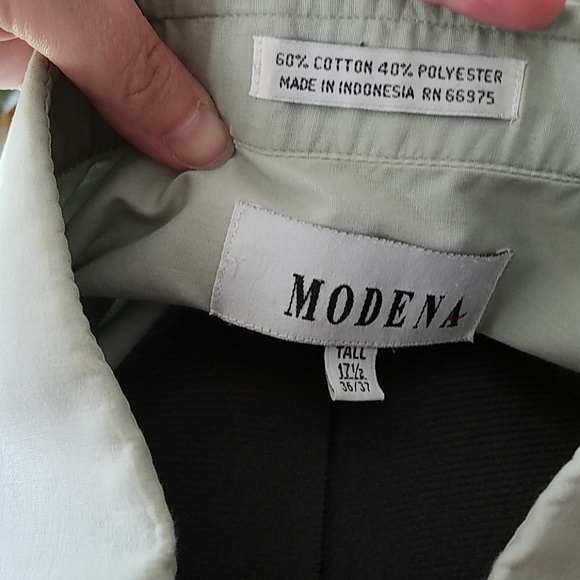 60% COTTON 40% POLYESTER
MADE IN INDONESIA RN 66975
MODENA
TALL
17½
36/37